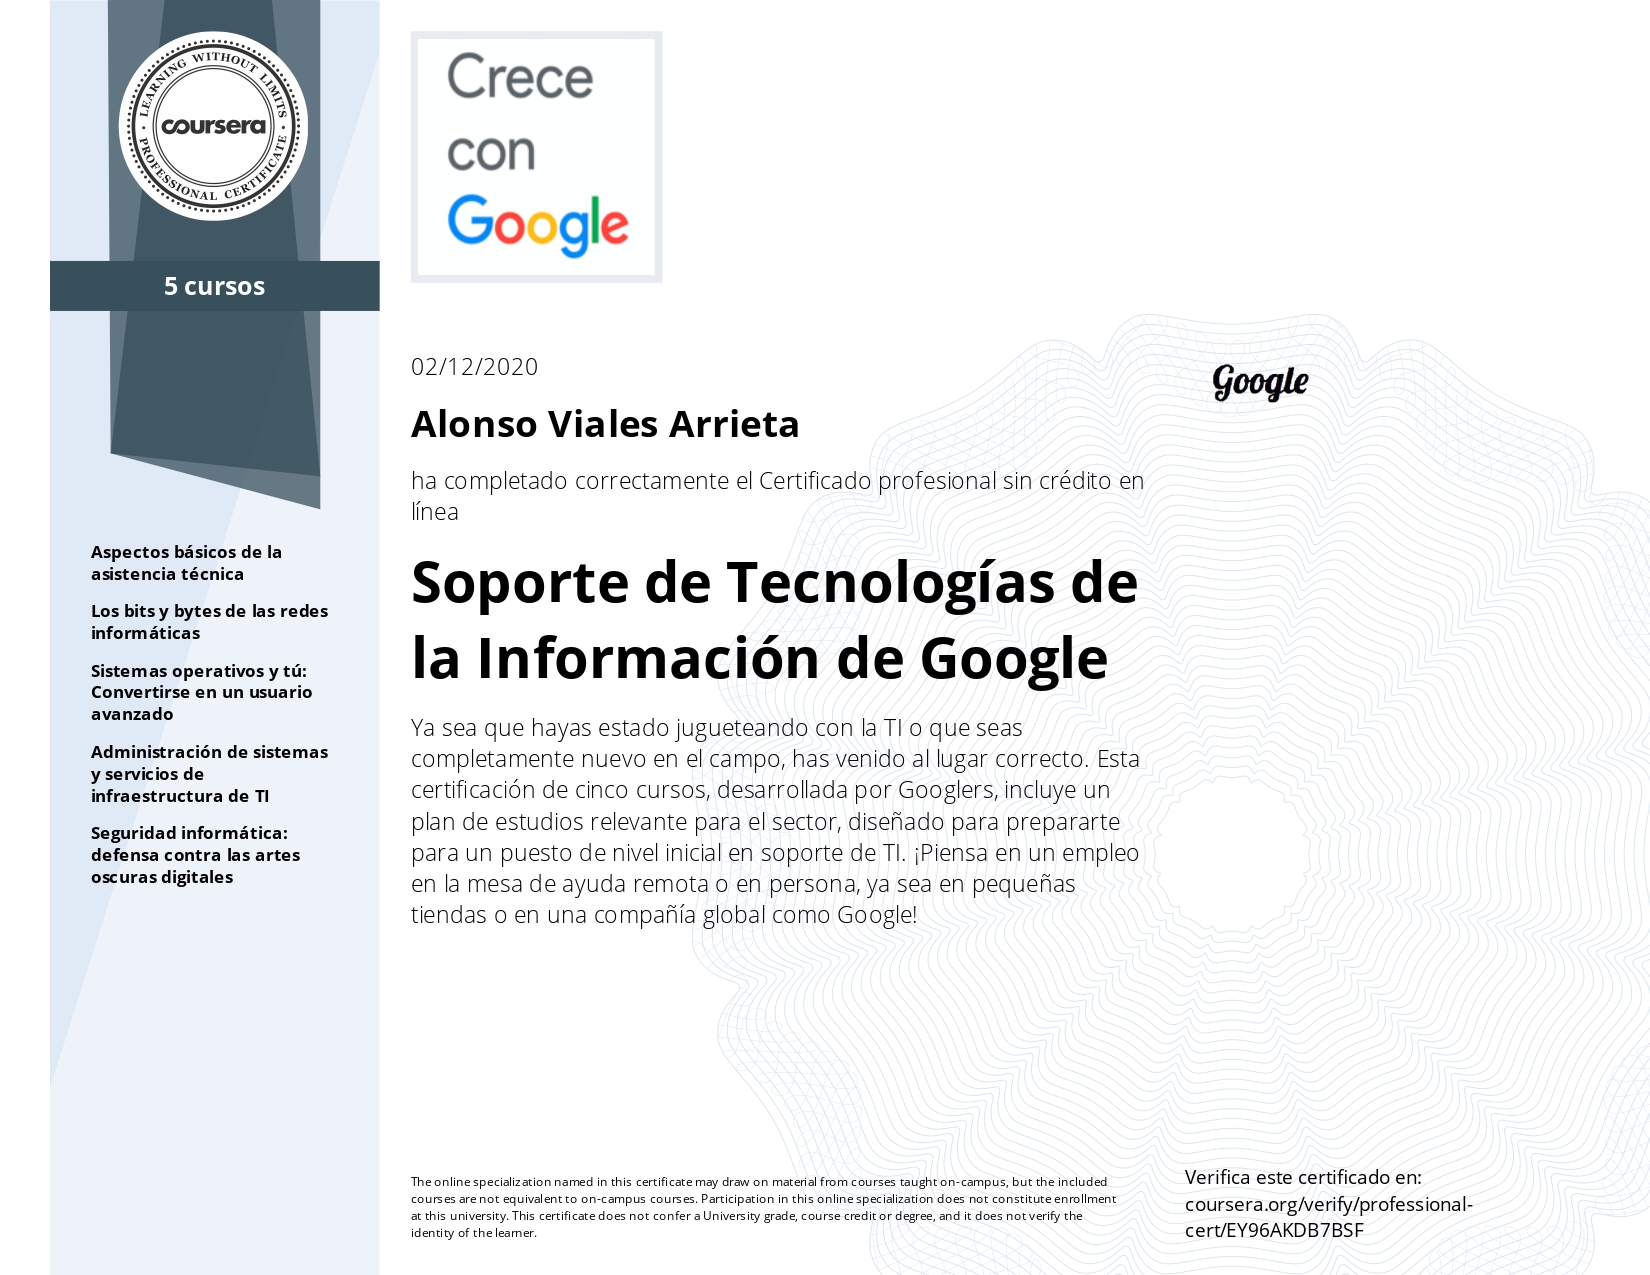 LEARNING WITHOUT LIMITS
coursera
PROFESSIONAL CERTIFICATE
5 cursos
Aspectos básicos de la
asistencia técnica
Los bits y bytes de las redes
informáticas
Sistemas operativos y tú:
Convertirse en un usuario
avanzado
Administración de sistemas
y servicios de
infraestructura de TI
Seguridad informática:
defensa contra las artes
oscuras digitales
Crece
con
Google
02/12/2020
Alonso Viales Arrieta
ha completado correctamente el Certificado profesional sin crédito en
línea
Soporte de Tecnologías de
la Información de Google
Ya sea que hayas estado jugueteando con la TI o que seas
completamente nuevo en el campo, has venido al lugar correcto. Esta
certificación de cinco cursos, desarrollada por Googlers, incluye un
plan de estudios relevante para el sector, diseñado para prepararte
para un puesto de nivel inicial en soporte de TI. ¡Piensa en un empleo
en la mesa de ayuda remota o en persona, ya sea en pequeñas
tiendas o en una compañía global como Google!
Google
The online specialization named in this certificate may draw on material from courses taught on-campus, but the included
courses are not equivalent to on-campus courses. Participation in this online specialization does not constitute enrollment
at this university. This certificate does not confer a University grade, course credit or degree, and it does not verify the
identity of the learner.
Verifica este certificado en:
coursera.org/verify/professional-
cert/EY96AKDB7BSF